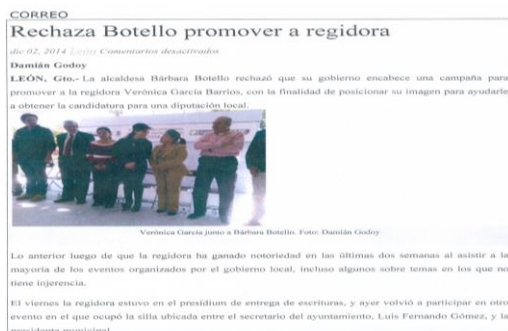 CORREO
Rechaza Botello promover a regidora
dic 02, 2014 León Comentarios desactivados
Damián Godoy
LEÓN, Gto.- La alcaldesa Bárbara Botello rechazó que su gobierno encabece una campaña para
promover a la regidora Verónica García Barrios, con la finalidad de posicionar su imagen para ayudarle
a obtener la candidatura para una diputación local.
Verónica García junto a Bárbara Botello. Foto: Damián Godoy
Lo anterior luego de que la regidora ha ganado notoriedad en las últimas dos semanas al asistir a la
mayoría de los eventos organizados por el gobierno local, incluso algunos sobre temas en los que no
tiene injerencia.
El viernes la regidora estuvo en el presidium de entrega de escrituras, y ayer volvió a participar en otro
evento en el que ocupó la silla ubicada entre el secretario del ayuntamiento, Luis Fernando Gómez, y la
presidenta municipal.